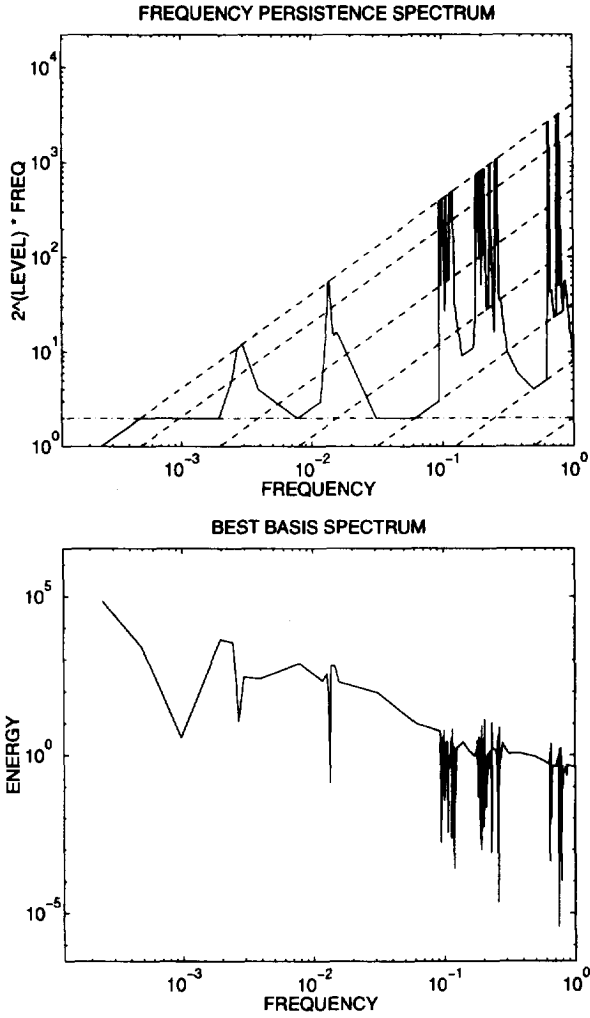 FREQUENCY PERSISTENCE SPECTRUM
10^4
10^3
10^2
10^1
10^0
2^(LEVEL) * FREQ
10^-3 10^-2 10^-1 10^0
FREQUENCY
BEST BASIS SPECTRUM
10^5
10^0
10^-5
ENERGY
10^-3 10^-2 10^-1 10^0
FREQUENCY